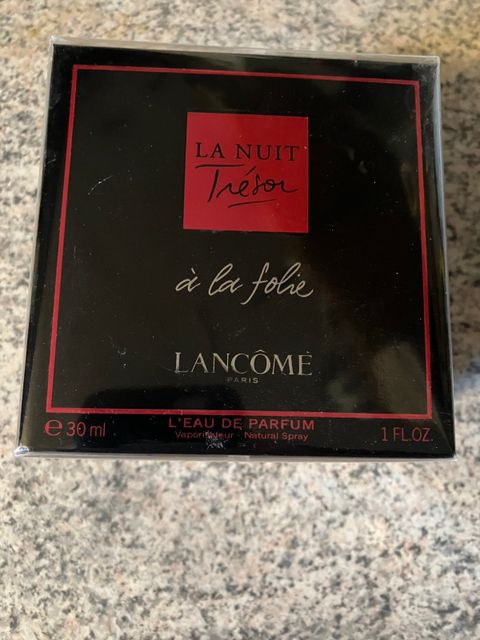 LA NUIT
Trésor
à la folie
LANCÔME
PARIS
L'EAU DE PARFUM
℮ 30 ml
Vaporisateur - Natural Spray
1 FL.OZ.